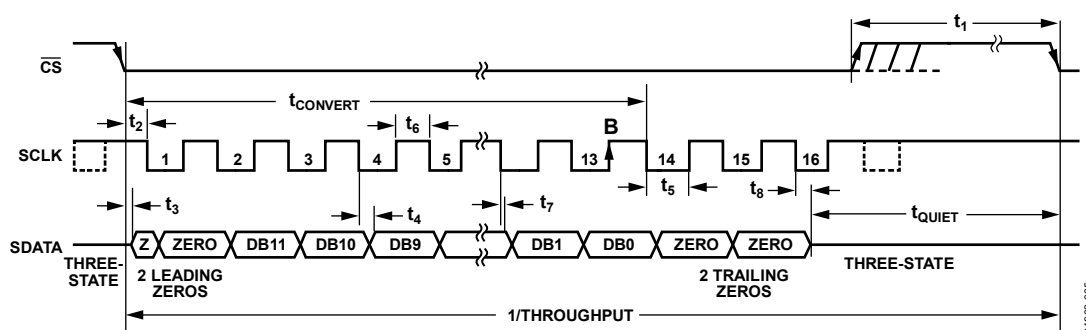 t1
CS
tCONVERT
t2
t6
B
SCLK
1 2 3 4 5 13 14 15 16
t3
t4
t7
t5
t8
tQUIET
SDATA
Z ZERO DB11 DB10 DB9 DB1 DB0 ZERO ZERO
THREE-
STATE
2 LEADING
ZEROS
2 TRAILING
ZEROS
THREE-STATE
1/THROUGHPUT